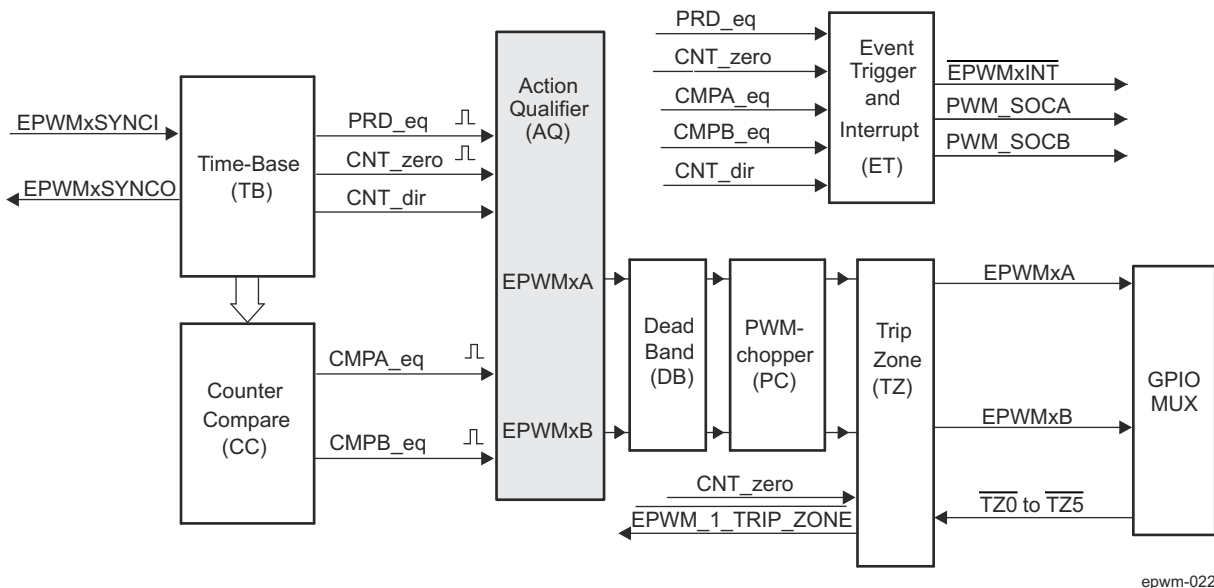 EPWMxSYNCI
EPWMxSYNCO
Time-Base
(TB)
PRD_eq
CNT_zero
CNT_dir
Counter
Compare
(CC)
CMPA_eq
CMPB_eq
Action
Qualifier
(AQ)
EPWMxA
EPWMxB
PRD_eq
CNT_zero
CMPA_eq
CMPB_eq
CNT_dir
Event
Trigger
and
Interrupt
(ET)
EPWMxINT
PWM_SOCA
PWM_SOCB
Dead
Band
(DB)
PWM-
chopper
(PC)
Trip
Zone
(TZ)
CNT_zero
EPWM_1_TRIP_ZONE
EPWMxA
EPWMxB
TZ0 to TZ5
GPIO
MUX
epwm-022